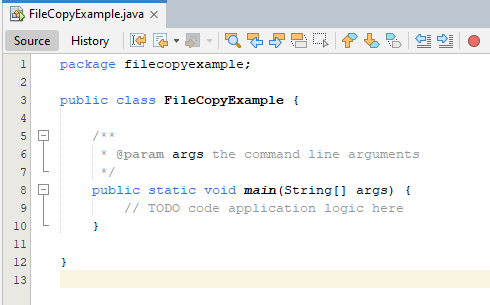 FileCopyExample.java
Source History
1 package filecopyexample;
2
3 public class FileCopyExample {
4
5 /**
6 * @param args the command line arguments
7 */
8 public static void main(String[] args) {
9 // TODO code application logic here
10 }
11
12 }
13